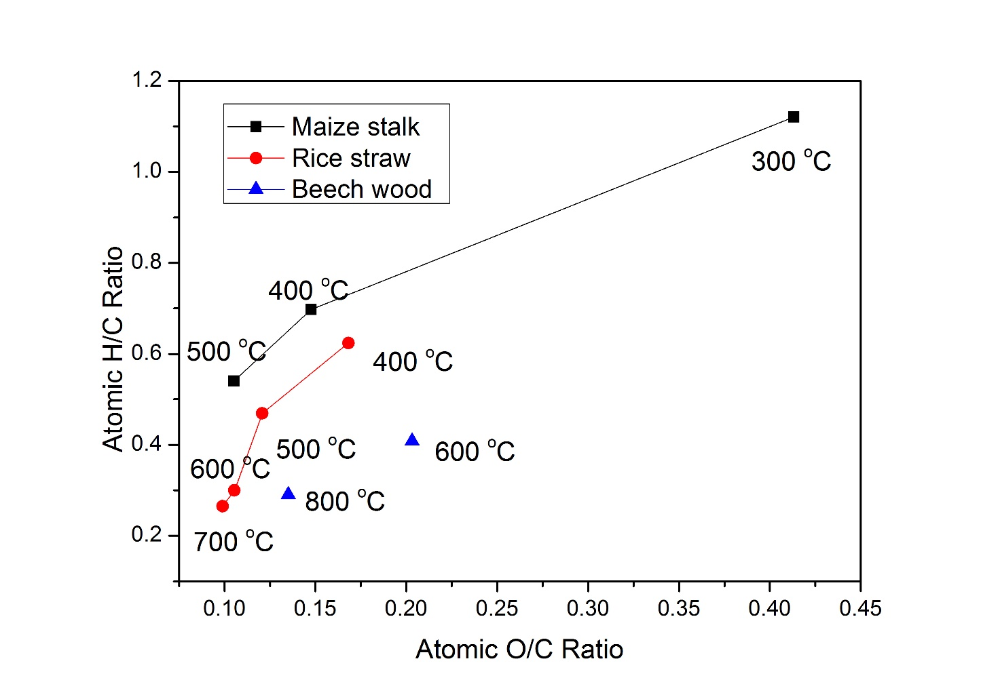 1.2
Maize stalk
Rice straw
Beech wood
300 °C
1.0
0.8
400 °C
500 °C
0.6
400 °C
0.4
500 °C
600 °C
600 °C
800 °C
0.2
700 °C
Atomic H/C Ratio
0.10 0.15 0.20 0.25 0.30 0.35 0.40 0.45
Atomic O/C Ratio